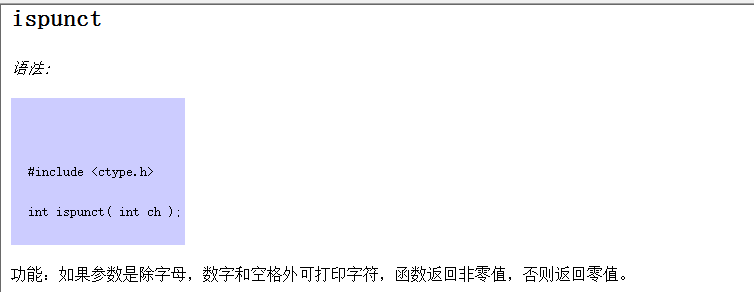 ispunct
语法:
#include <ctype.h>
int ispunct( int ch );
功能：如果参数是除字母，数字和空格外可打印字符，函数返回非零值，否则返回零值。